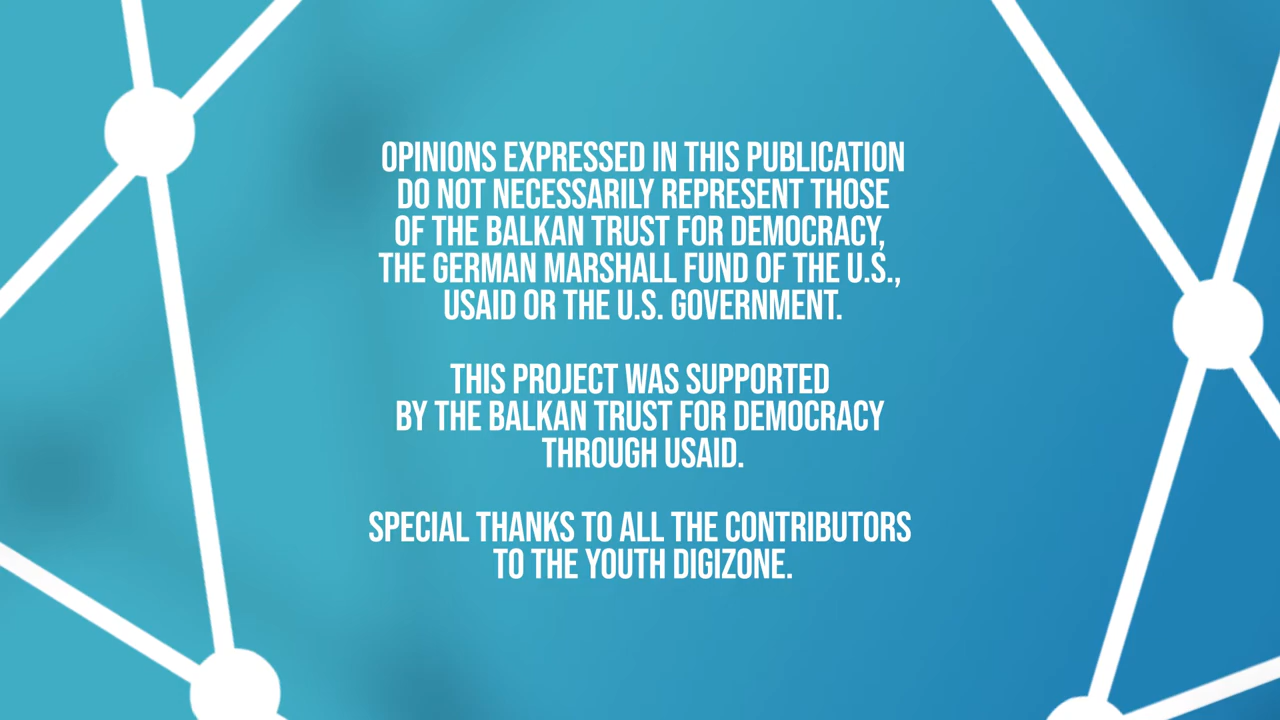 OPINIONS EXPRESSED IN THIS PUBLICATION
DO NOT NECESSARILY REPRESENT THOSE
OF THE BALKAN TRUST FOR DEMOCRACY,
THE GERMAN MARSHALL FUND OF THE U.S.,
USAID OR THE U.S. GOVERNMENT.
THIS PROJECT WAS SUPPORTED
BY THE BALKAN TRUST FOR DEMOCRACY
THROUGH USAID.
SPECIAL THANKS TO ALL THE CONTRIBUTORS
TO THE YOUTH DIGIZONE.